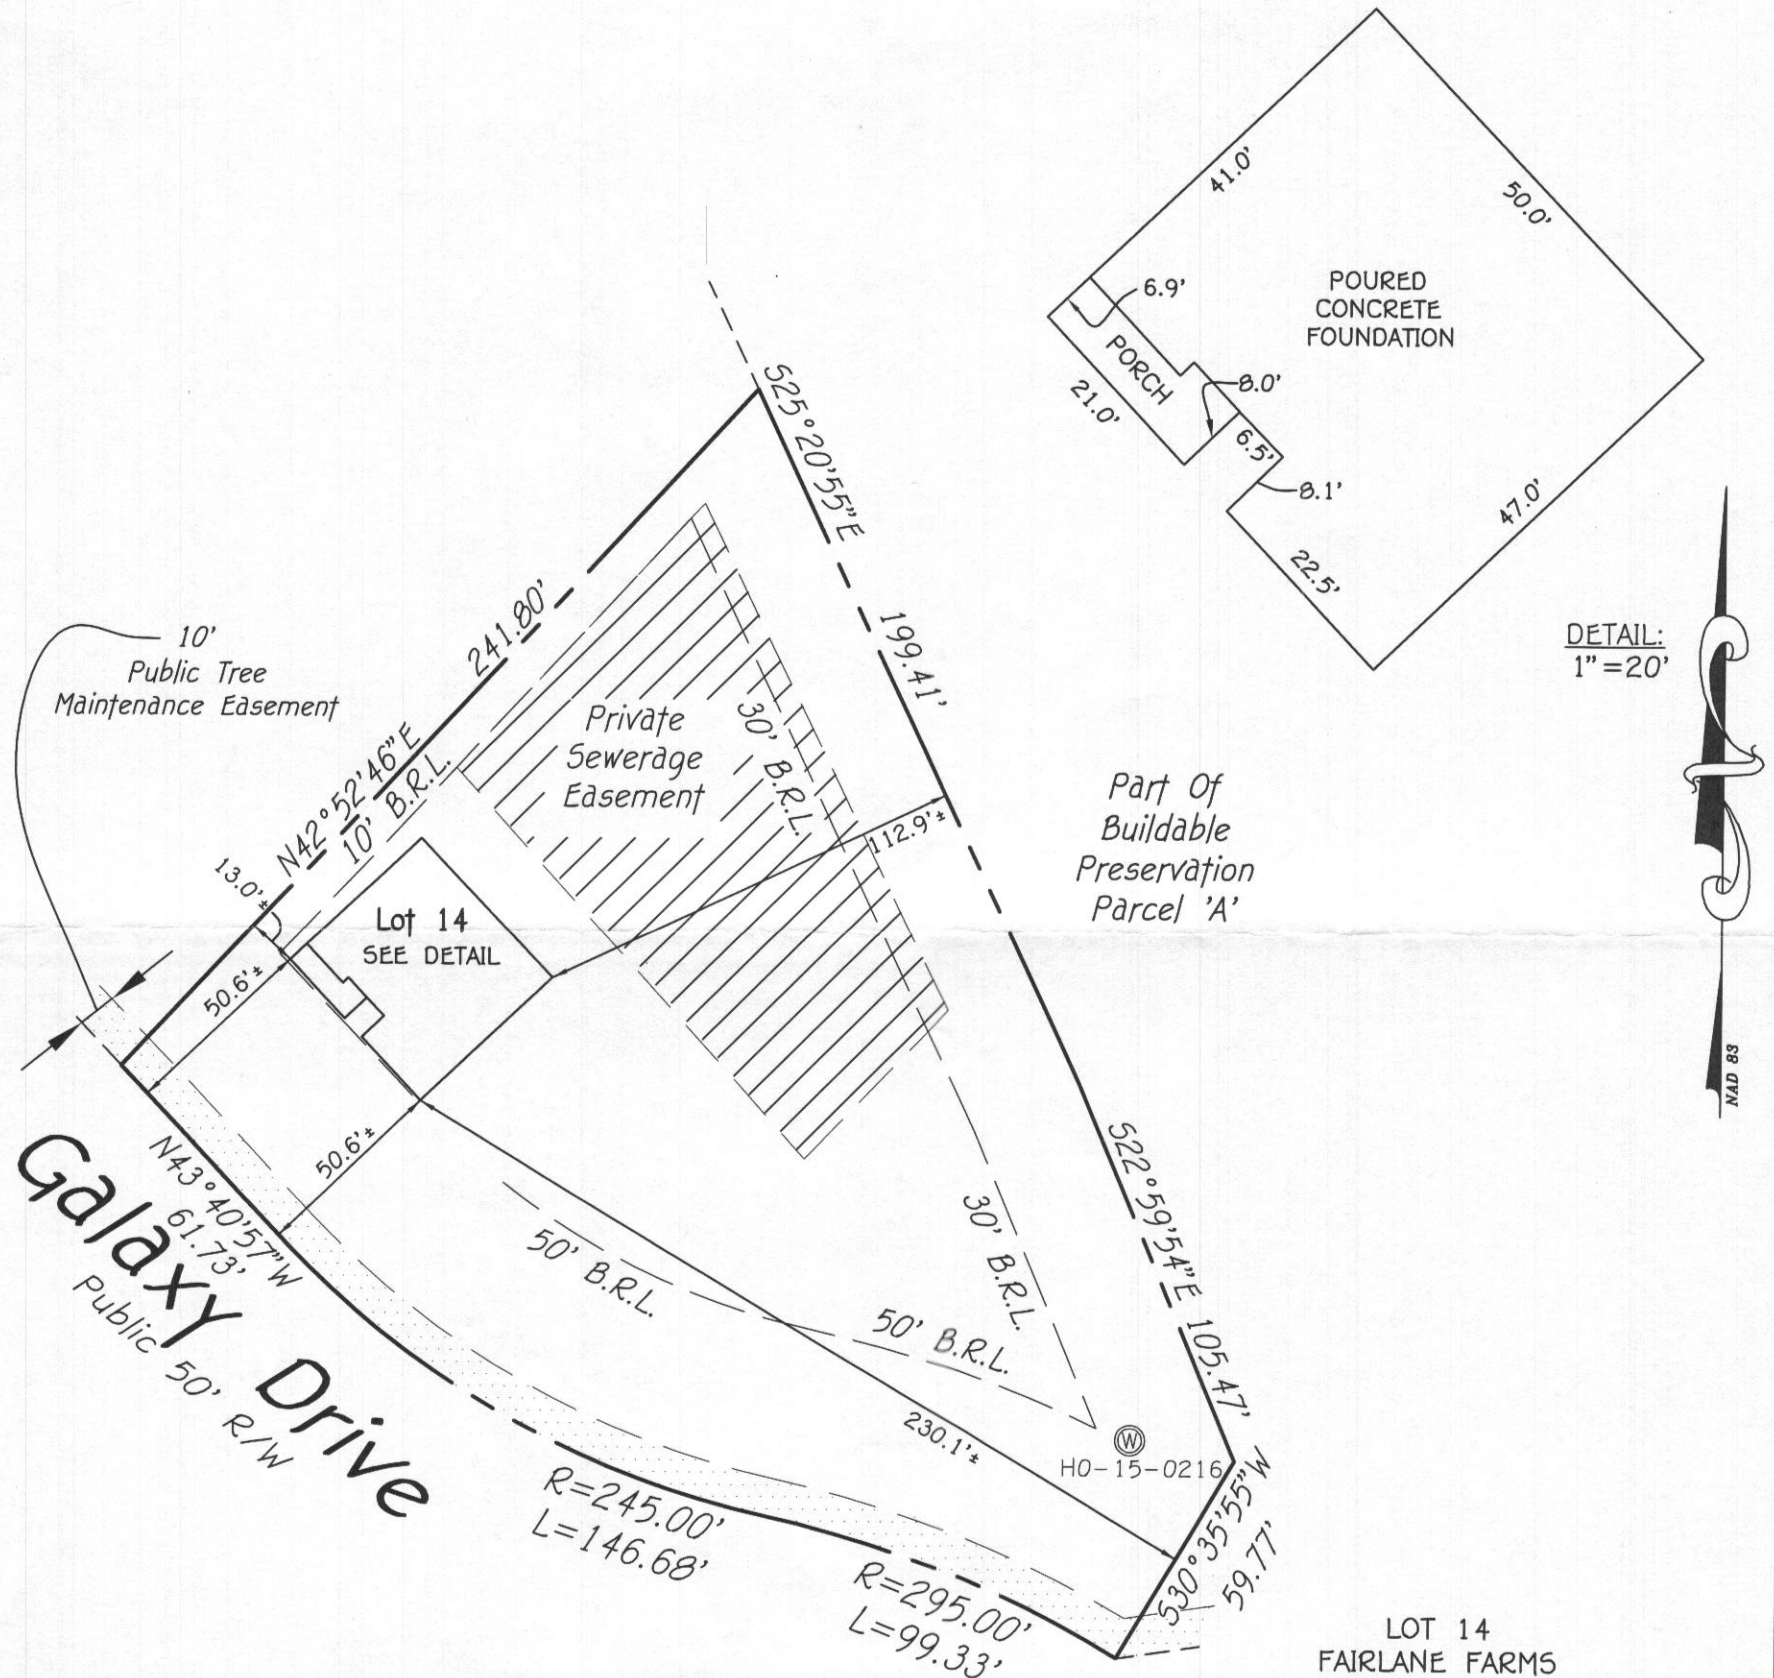 41.0'
50.0'
POURED
CONCRETE
FOUNDATION
6.9'
PORCH
8.0'
21.0'
6.5'
8.1'
47.0'
22.5'
DETAIL:
1"=20'
NAD 83
S25°20'55"E
199.41'
10'
Public Tree
Maintenance Easement
241.80'
N42°52'46"E
10' B.R.L.
Private
Sewerage
Easement
30' B.R.L.
112.9'±
Part Of
Buildable
Preservation
Parcel 'A'
13.0'±
Lot 14
SEE DETAIL
50.6'±
50.6'±
N43°40'57"W
61.73'
Galaxy Drive
Public 50' R/W
50' B.R.L.
50' B.R.L.
30' B.R.L.
S22°59'54"E 105.47'
230.1'±
W
HO-15-0216
R=245.00'
L=146.68'
R=295.00'
L=99.33'
S30°35'55"W
59.77'
LOT 14
FAIRLANE FARMS